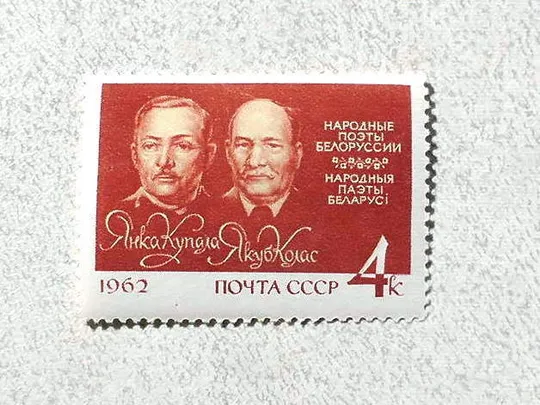 НАРОДНЫЕ
ПОЭТЫ
БЕЛОРУССИИ
НАРОДНЫЯ
ПАЭТЫ
БЕЛАРУСІ
Янка Купала Якуб Колас
1962 ПОЧТА СССР 4к